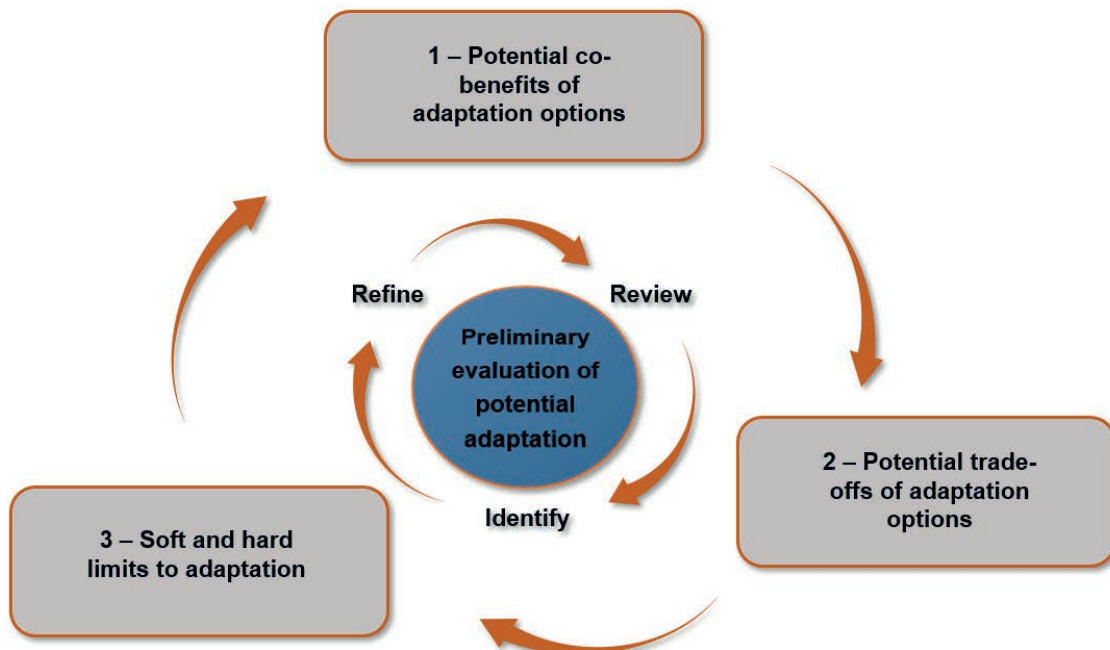 1 – Potential co-
benefits of
adaptation options
Refine
Review
Preliminary
evaluation of
potential
adaptation
Identify
2 – Potential trade-
offs of adaptation
options
3 – Soft and hard
limits to adaptation